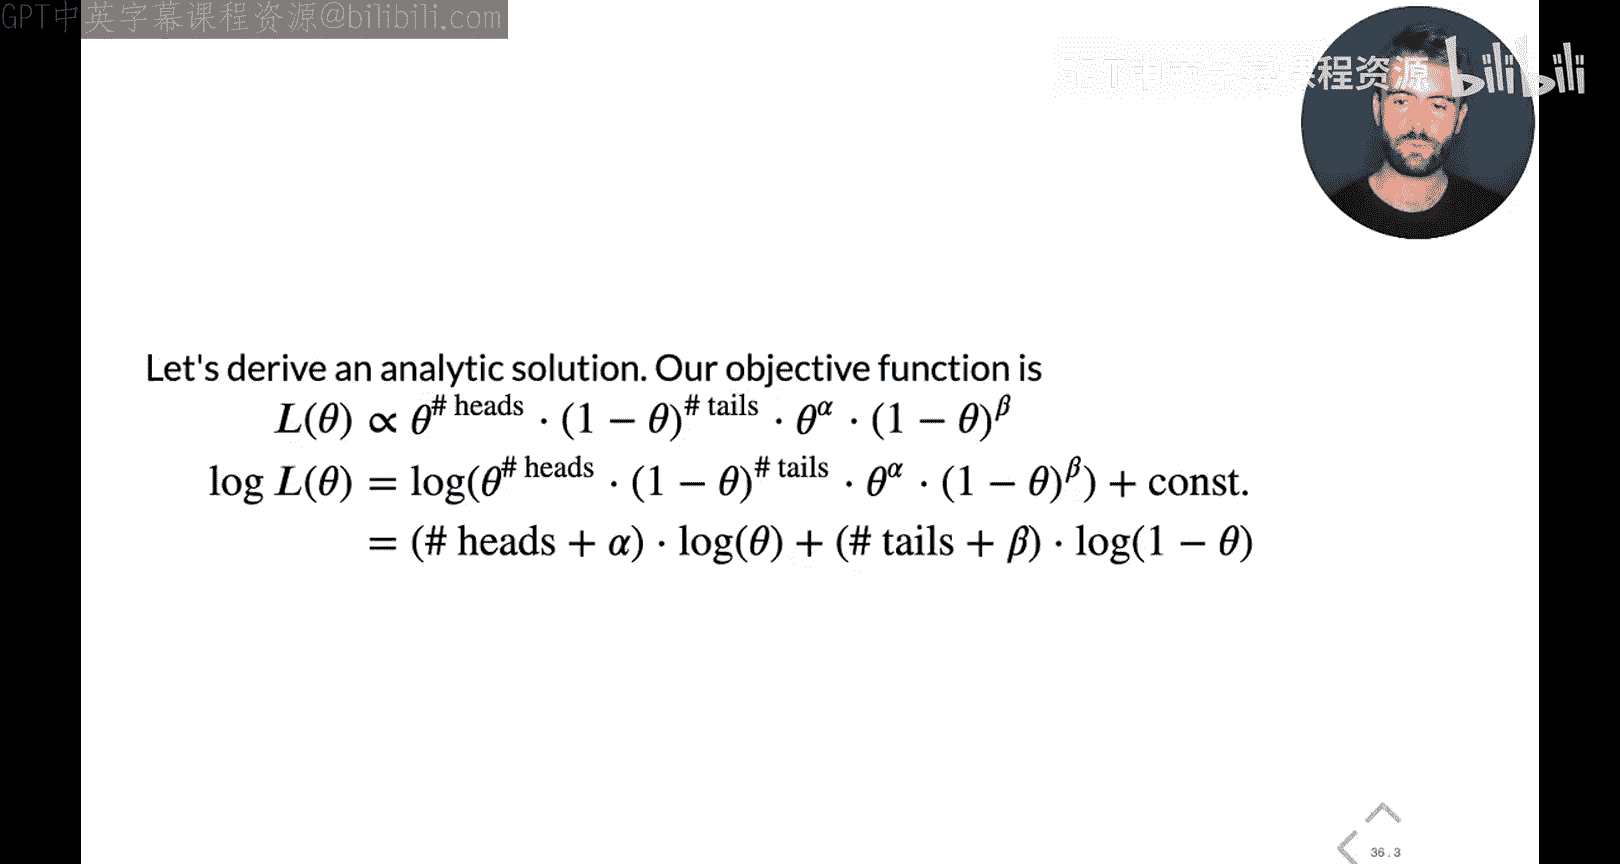 GPT中英字幕课程资源@bilibili.com
课程资源 bilibili
Let's derive an analytic solution. Our objective function is
L(θ) ∝ θ^# heads · (1 − θ)^# tails · θ^α · (1 − θ)^β
log L(θ) = log(θ^# heads · (1 − θ)^# tails · θ^α · (1 − θ)^β) + const.
= (# heads + α) · log(θ) + (# tails + β) · log(1 − θ)
36.3